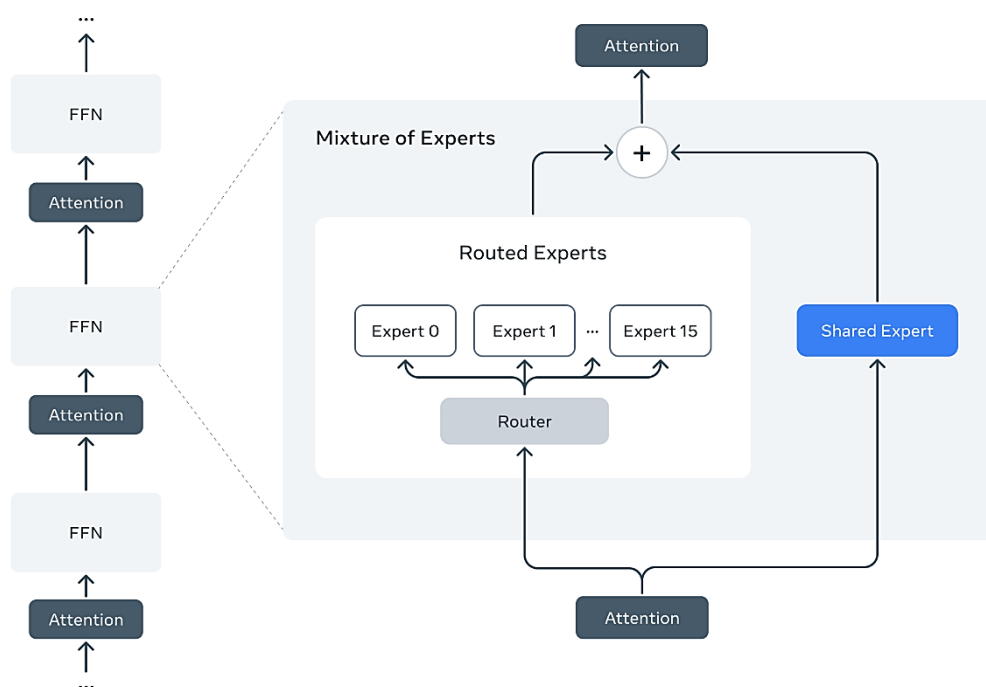 ...
FFN
Attention
FFN
Attention
FFN
Attention
...
Attention
Mixture of Experts
+
Routed Experts
Expert 0 Expert 1 ... Expert 15
Shared Expert
Router
Attention